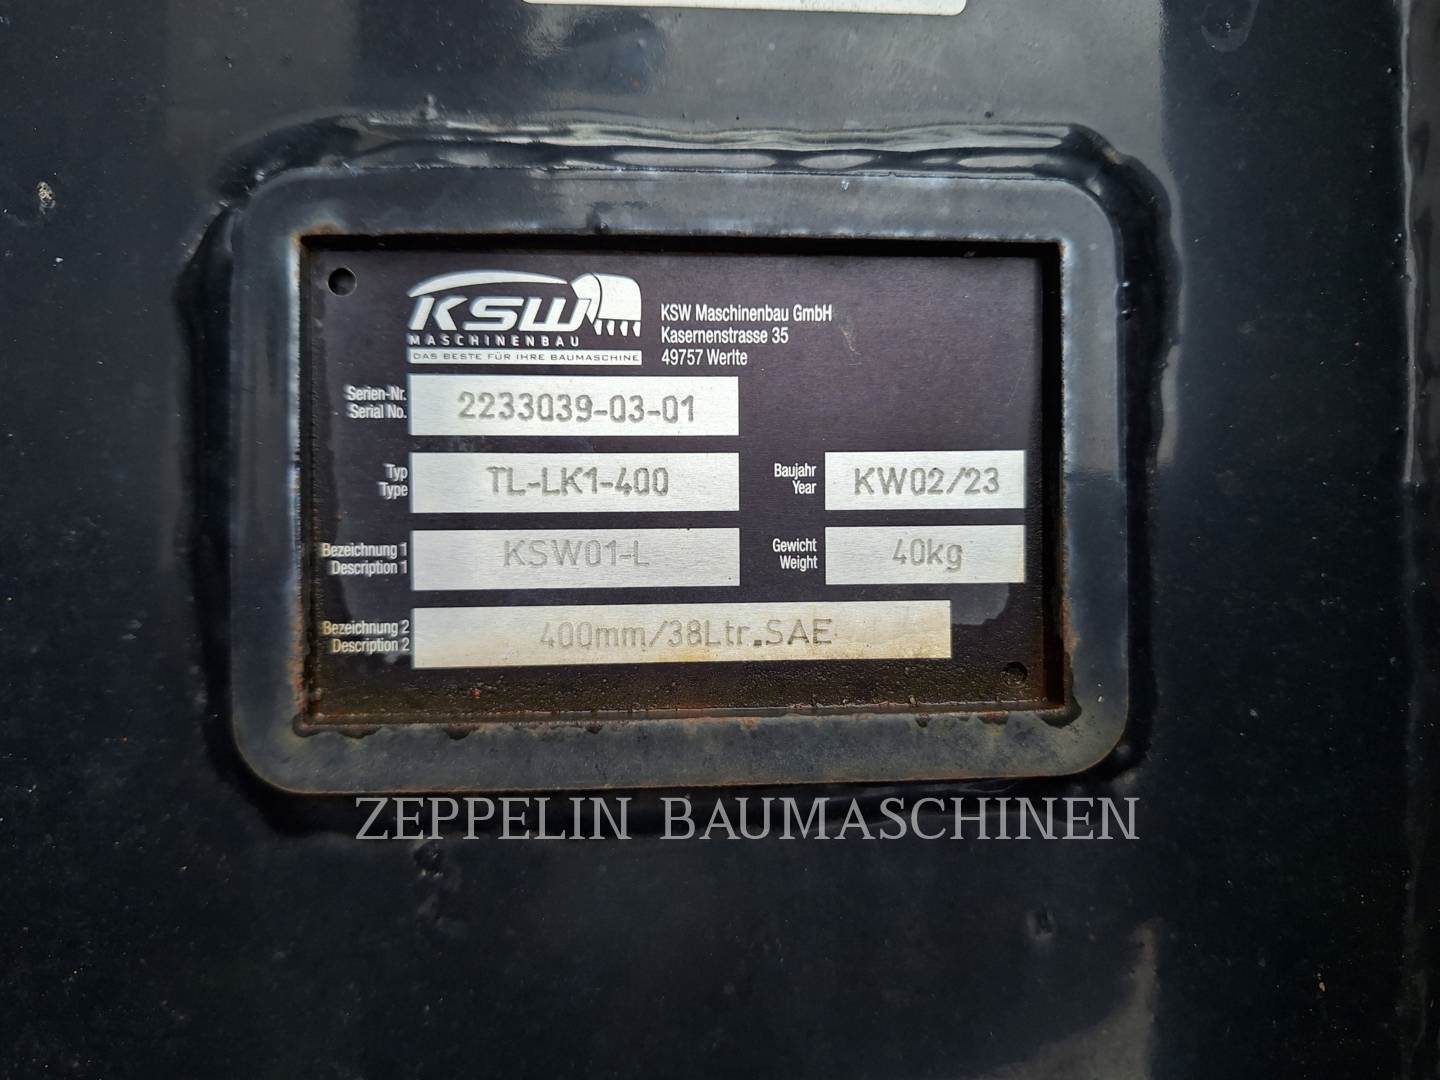 KSW
MASCHINENBAU
DAS BESTE FÜR IHRE BAUMASCHINE
KSW Maschinenbau GmbH
Kasernenstrasse 35
49757 Werlte
Serien-Nr.
Serial No.
2233039-03-01
Typ
Type
TL-LK1-400
Baujahr
Year
KW02/23
Bezeichnung 1
Description 1
KSW01-L
Gewicht
Weight
40kg
Bezeichnung 2
Description 2
400mm/38Ltr.SAE
ZEPPELIN BAUMASCHINEN